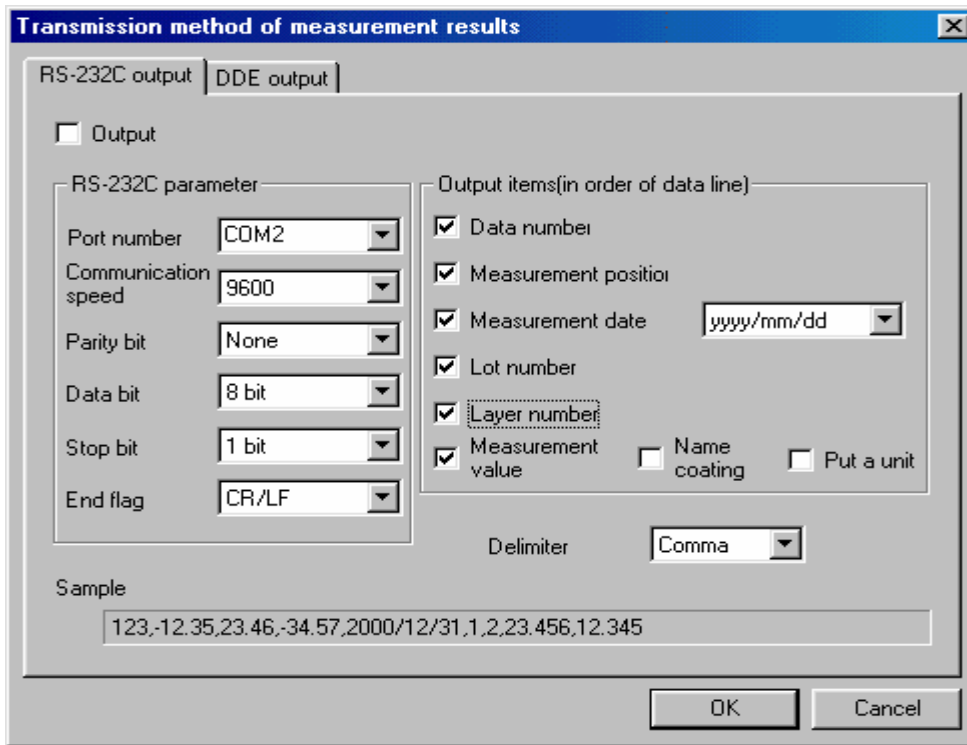 Transmission method of measurement results
RS-232C output DDE output
Output
RS-232C parameter
Port number COM2
Communication
speed 9600
Parity bit None
Data bit 8 bit
Stop bit 1 bit
End flag CR/LF
Output items(in order of data line)
Data number
Measurement position
Measurement date yyyy/mm/dd
Lot number
Layer number
Measurement
value
Name
coating
Put a unit
Delimiter Comma
Sample
123,-12.35,23.46,-34.57,2000/12/31,1,2,23.456,12.345
OK Cancel